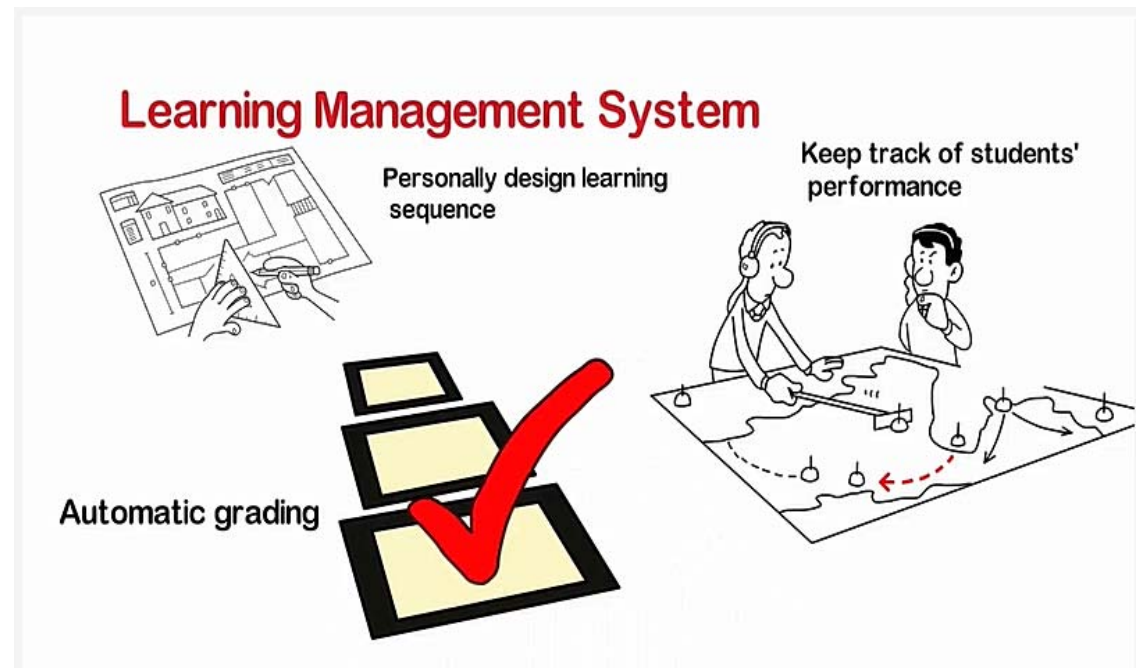 Learning Management System
Personally design learning
sequence
Keep track of students'
performance
Automatic grading